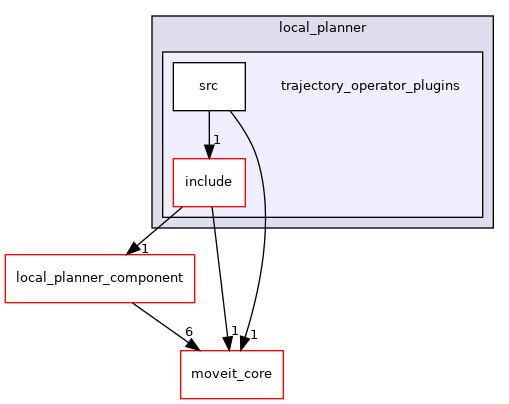 local_planner
src
trajectory_operator_plugins
1
include
1
local_planner_component
6
1
1
moveit_core